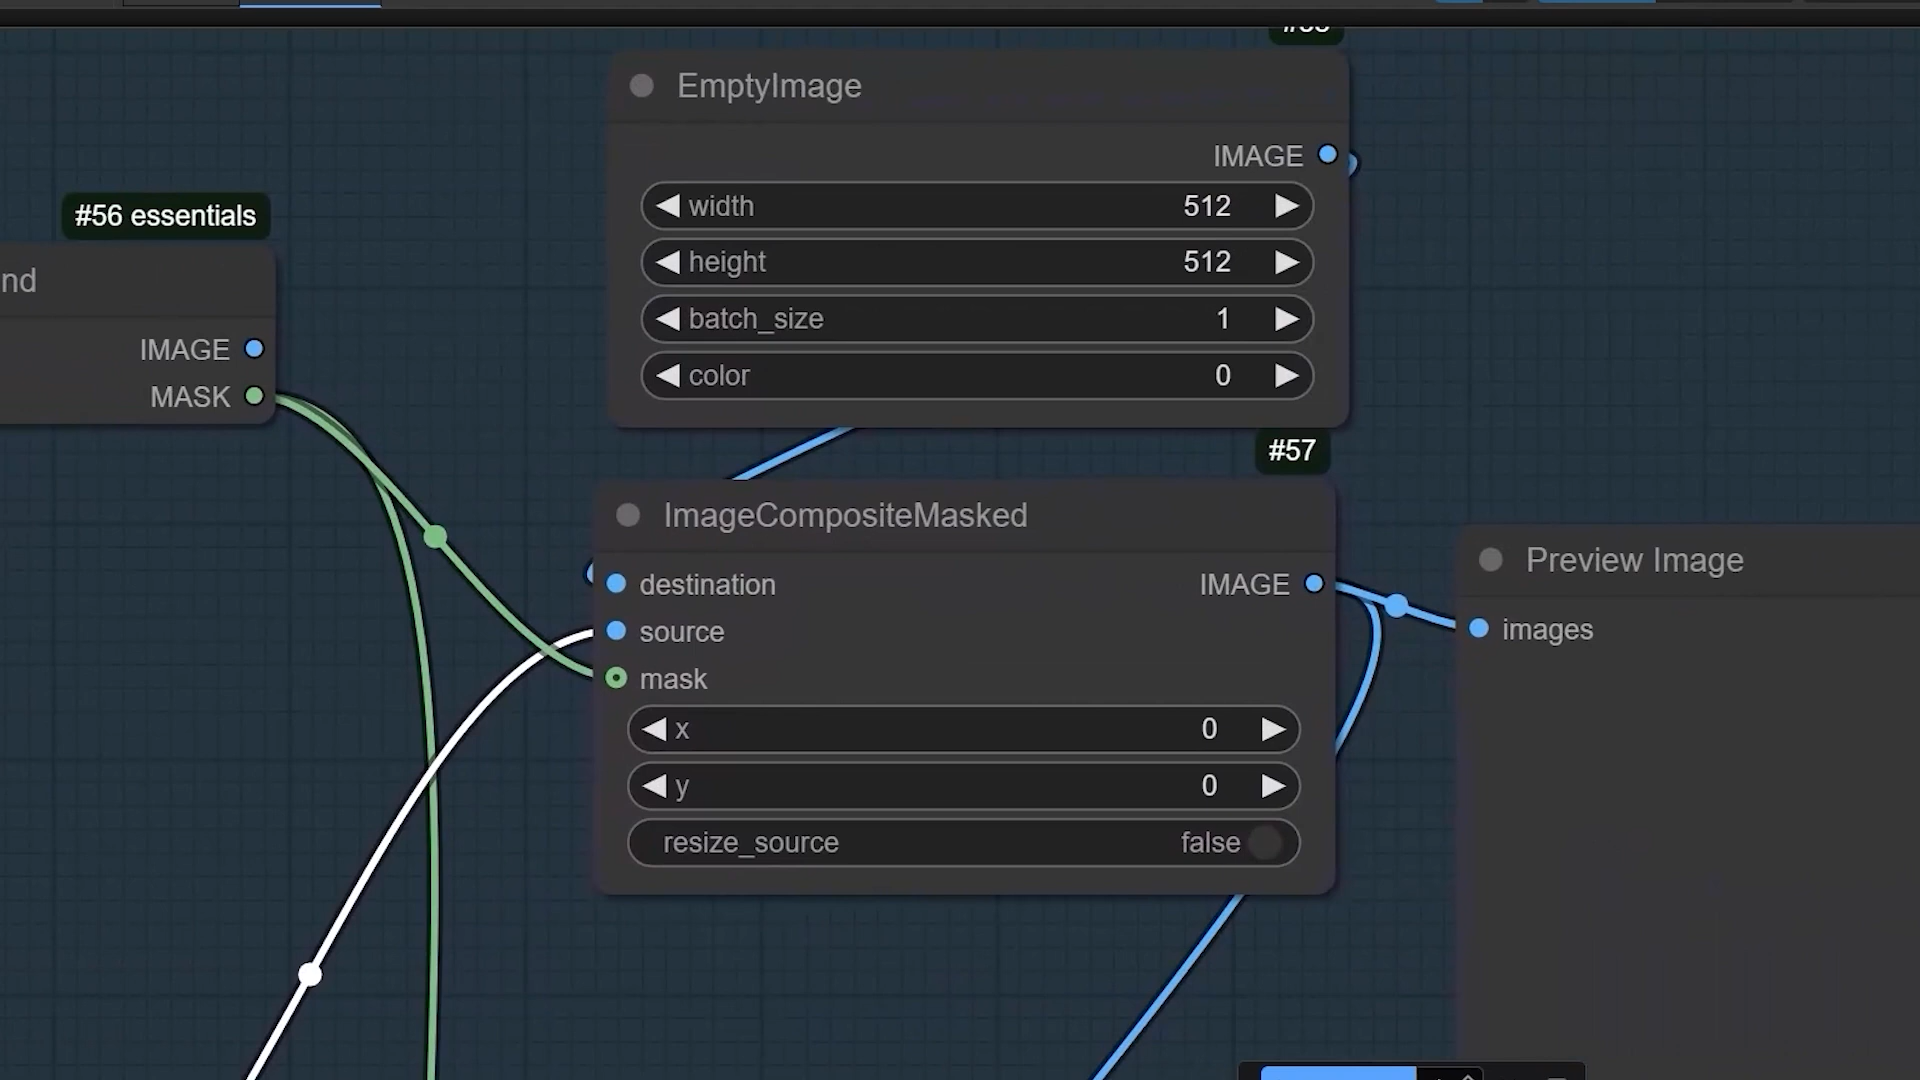 EmptyImage
IMAGE
width 512
height 512
batch_size 1
color 0
#56 essentials
nd
IMAGE
MASK
#57
ImageCompositeMasked
destination IMAGE
source
mask
x 0
y 0
resize_source false
Preview Image
images